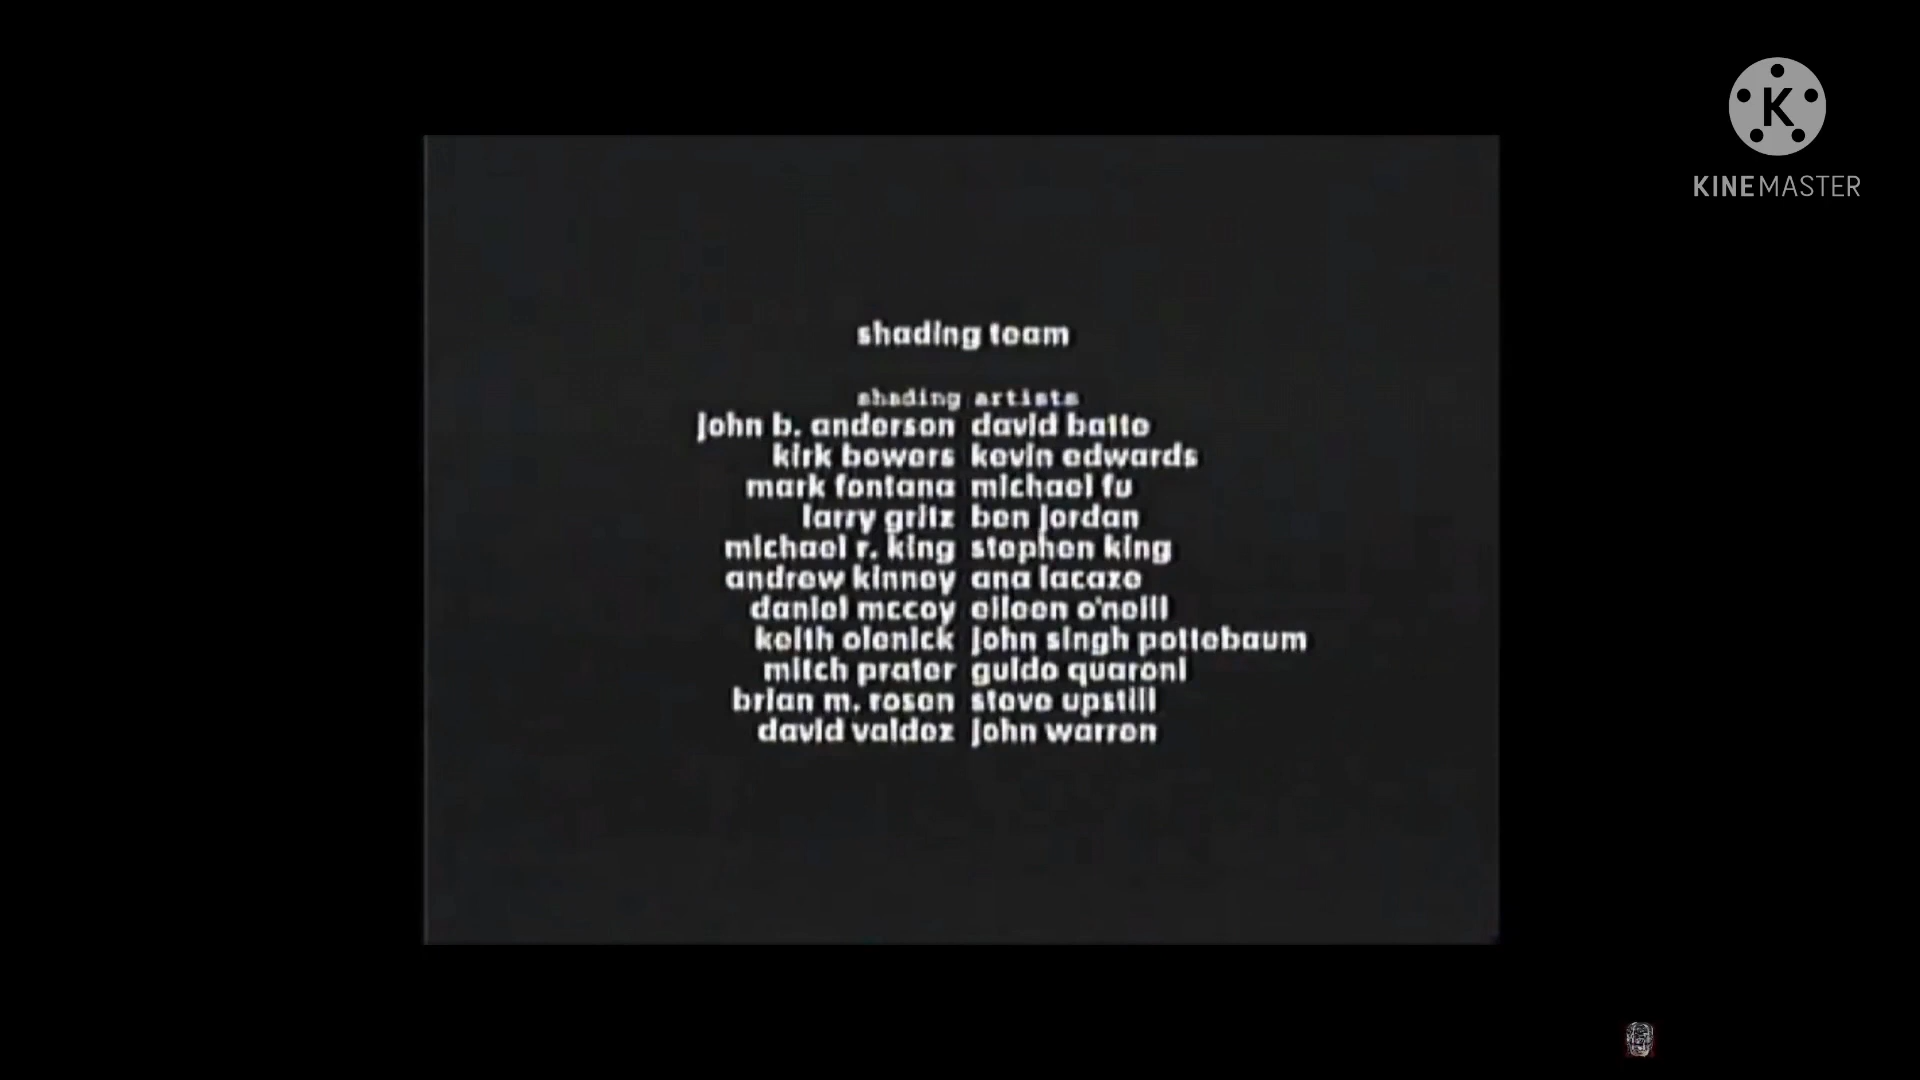 KINEMASTER
shading team
shading artists
john b. anderson david batte
kirk bowers kevin edwards
mark fontana michael fu
larry gritz ben jordan
michael r. king stephen king
andrew kinney ana lacaze
daniel mccoy eileen o'neill
keith olenick john singh pottebaum
mitch prater guido quaroni
brian m. rosen steve upstill
david valdez john warren